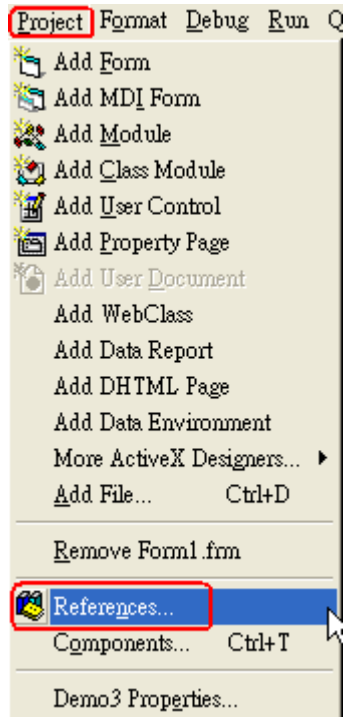 Project Format Debug Run Q
Add Form
Add MDI Form
Add Module
Add Class Module
Add User Control
Add Property Page
Add User Document
Add WebClass
Add Data Report
Add DHTML Page
Add Data Environment
More ActiveX Designers...
Add File... Ctrl+D
Remove Form1.frm
References...
Components... Ctrl+T
Demo3 Properties...